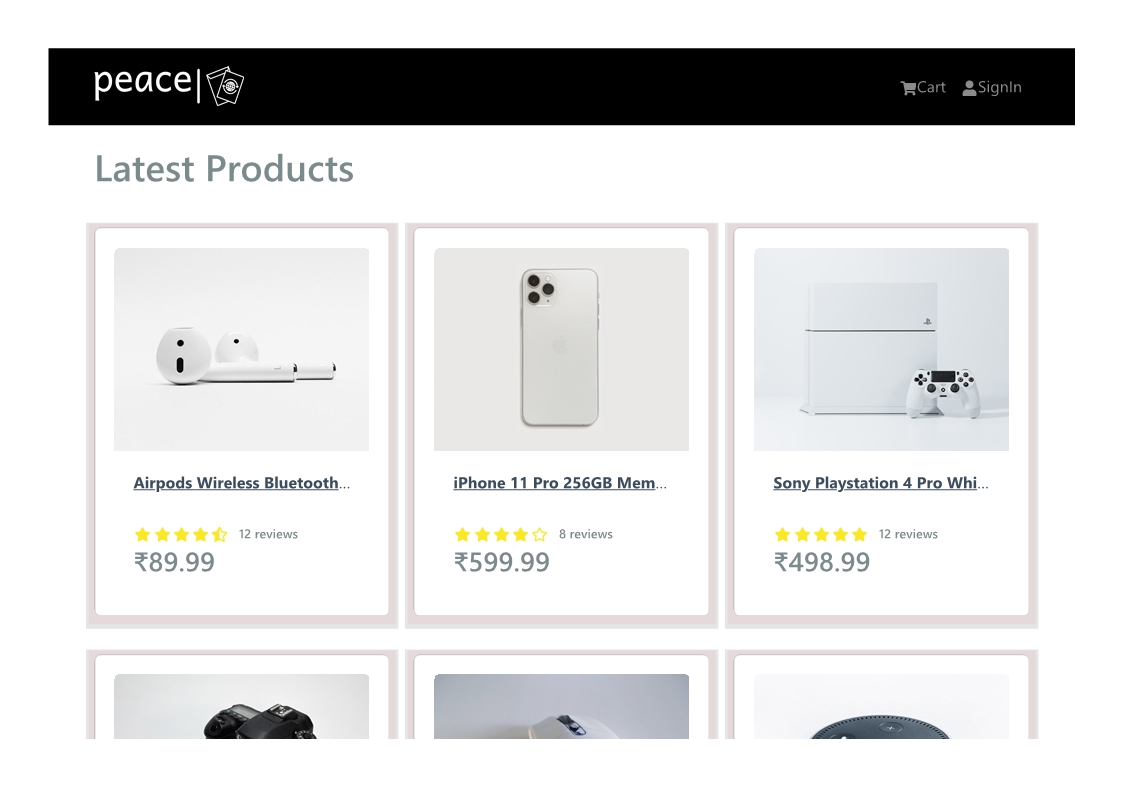 peace|
Cart SignIn
Latest Products
Airpods Wireless Bluetooth...
iPhone 11 Pro 256GB Mem...
Sony Playstation 4 Pro Whi...
12 reviews
8 reviews
12 reviews
₹89.99
₹599.99
₹498.99